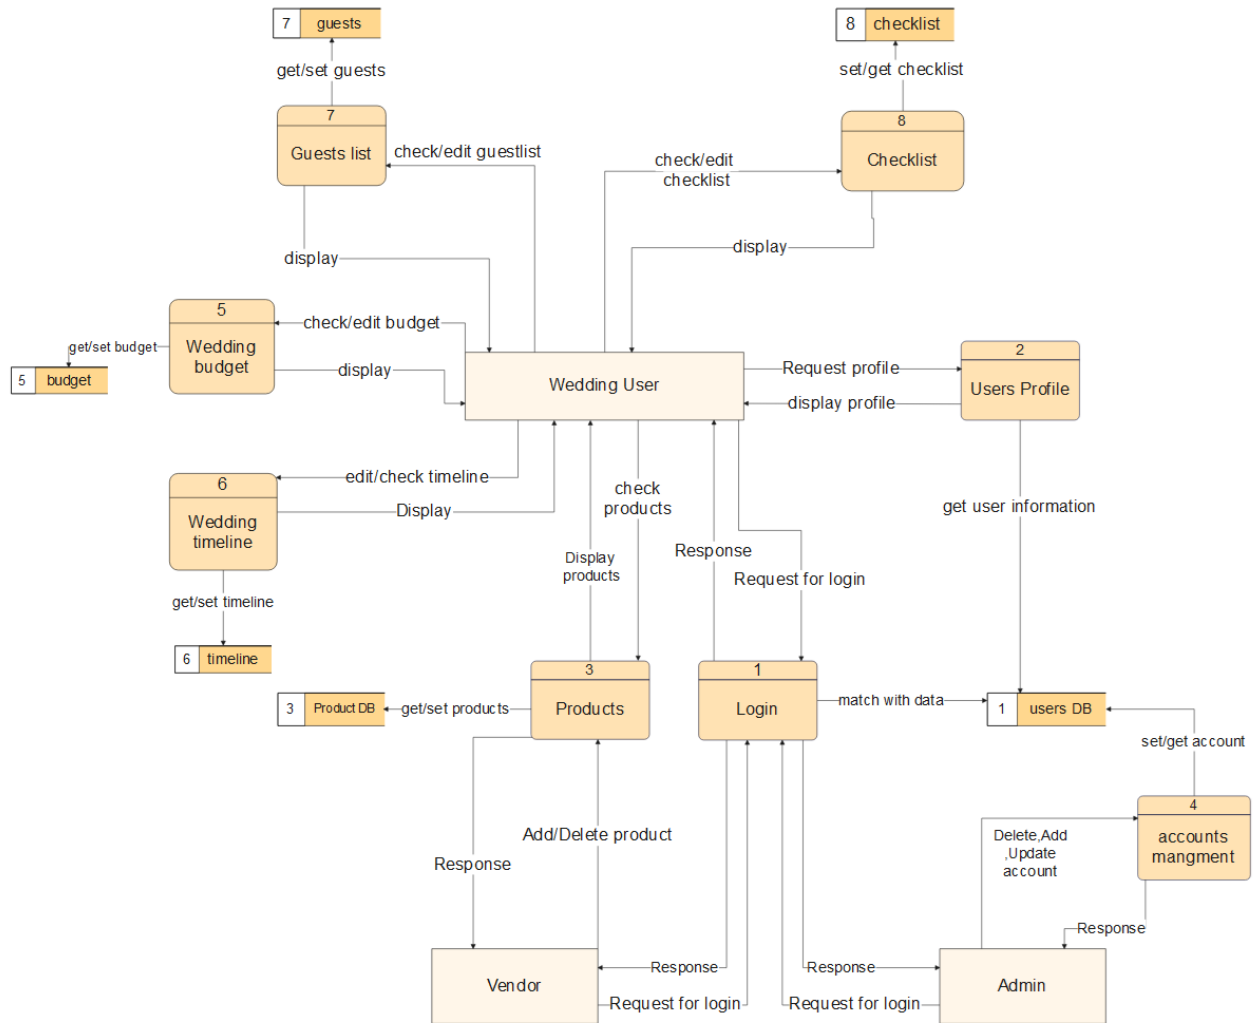 7 guests
8 checklist
get/set guests
set/get checklist
7
Guests list
8
Checklist
check/edit guestlist
check/edit
checklist
display
display
5
Wedding
budget
check/edit budget
get/set budget
5 budget
display
Wedding User
Request profile
display profile
2
Users Profile
6
Wedding
timeline
edit/check timeline
Display
check
products
get user information
Display
products
Response
Request for login
get/set timeline
6 timeline
3
Products
1
Login
3 Product DB
get/set products
match with data
1 users DB
set/get account
4
accounts
mangment
Add/Delete product
Delete,Add
,Update
account
Response
Response
Vendor
Response
Request for login
Response
Request for login
Admin